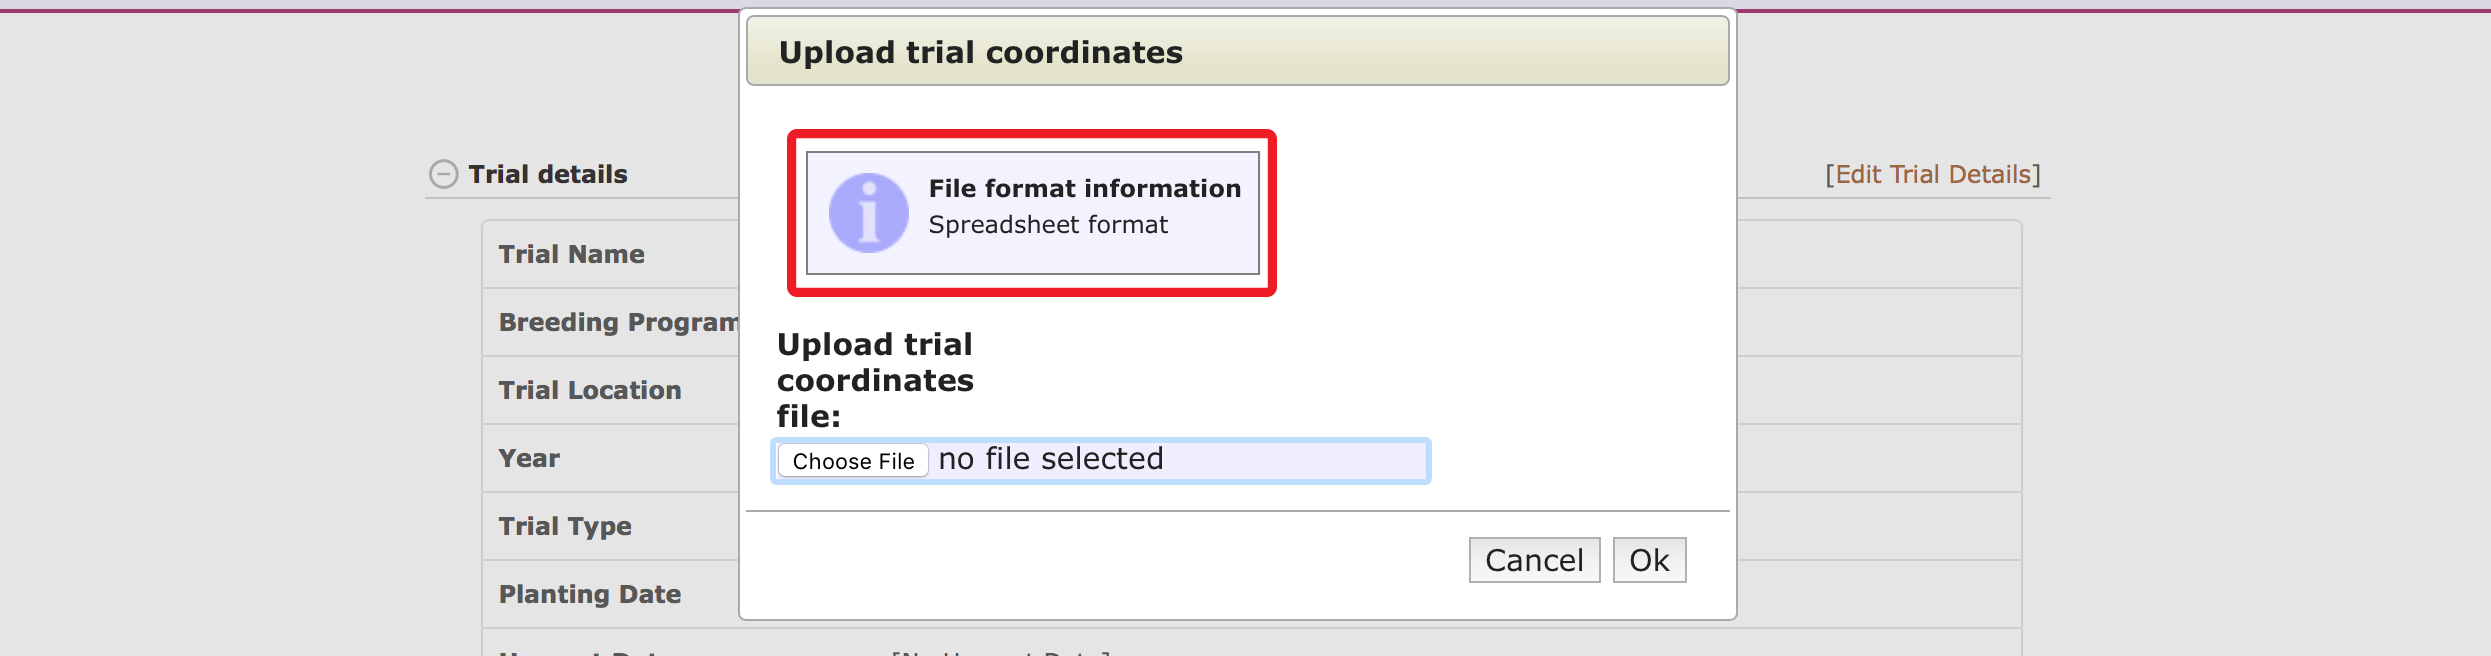 Upload trial coordinates
File format information
Spreadsheet format
Trial details
[Edit Trial Details]
Trial Name
Breeding Program
Trial Location
Year
Trial Type
Planting Date
Upload trial
coordinates
file:
Choose File no file selected
Cancel Ok